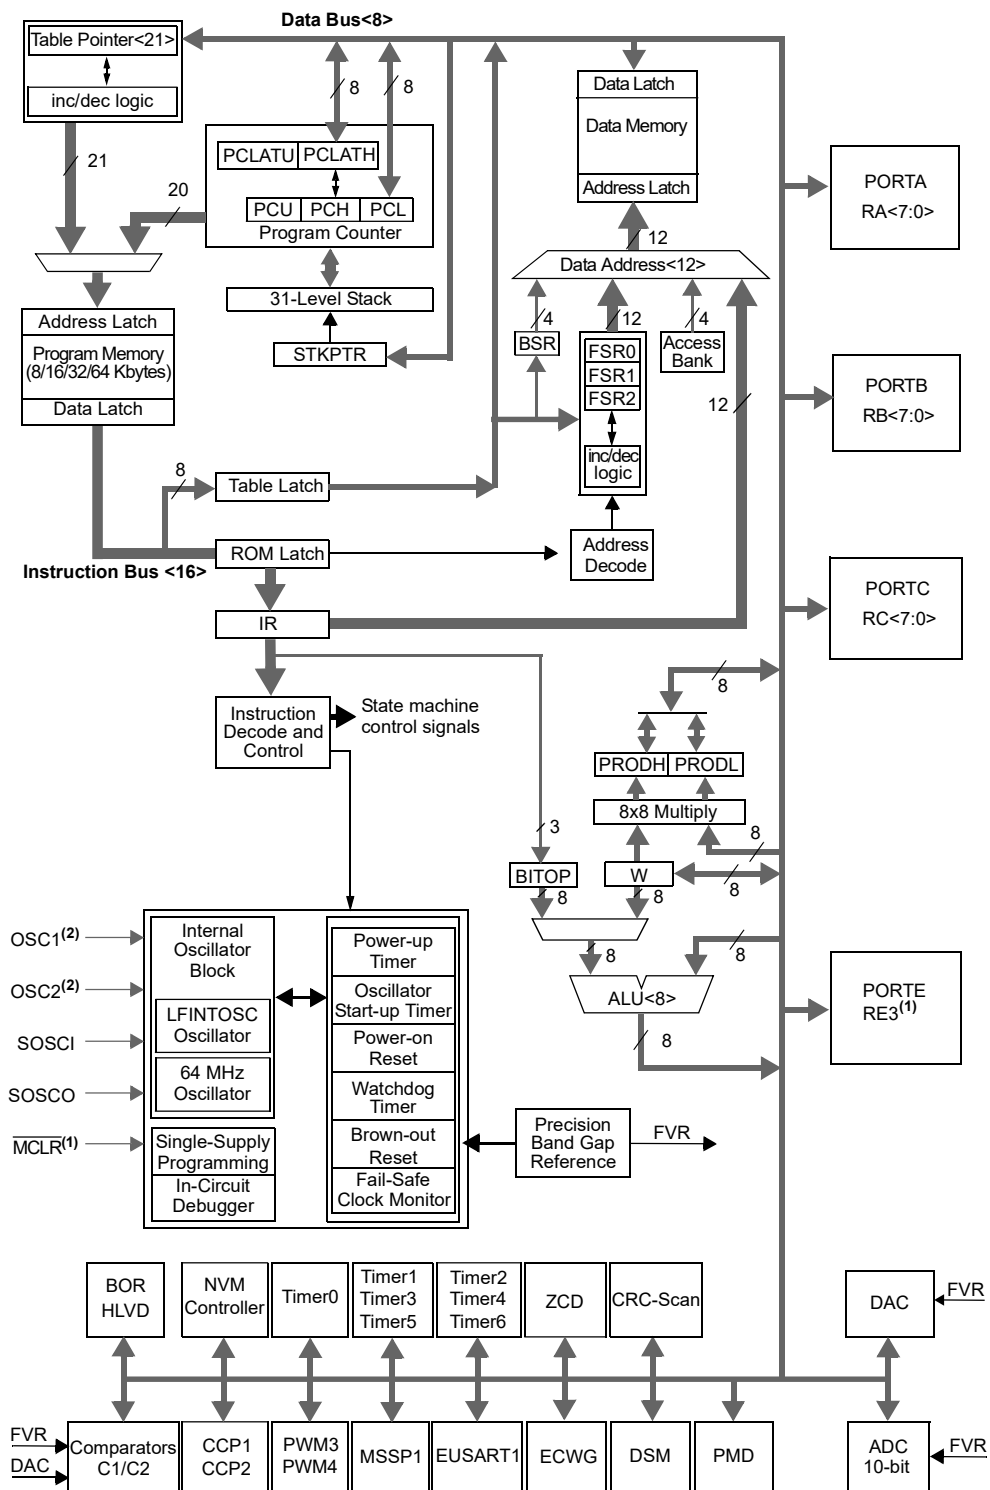 Data Bus<8>
Table Pointer<21>
inc/dec logic
21
20
8
8
PCLATU
PCLATH
PCU
PCH
PCL
Program Counter
31-Level Stack
STKPTR
Data Latch
Data Memory
Address Latch
12
Data Address<12>
4
12
4
BSR
FSR0
FSR1
FSR2
inc/dec
logic
Access
Bank
12
Address
Decode
Address Latch
Program Memory
(8/16/32/64 Kbytes)
Data Latch
8
Table Latch
ROM Latch
Instruction Bus <16>
IR
Instruction
Decode and
Control
State machine
control signals
PORTA
RA<7:0>
PORTB
RB<7:0>
PORTC
RC<7:0>
PORTE
RE3(1)
8
PRODH
PRODL
8x8 Multiply
3
8
BITOP
W
8
8
8
8
8
ALU<8>
8
OSC1(2)
OSC2(2)
SOSCI
SOSCO
MCLR(1)
Internal
Oscillator
Block
LFINTOSC
Oscillator
64 MHz
Oscillator
Single-Supply
Programming
In-Circuit
Debugger
Power-up
Timer
Oscillator
Start-up Timer
Power-on
Reset
Watchdog
Timer
Brown-out
Reset
Fail-Safe
Clock Monitor
Precision
Band Gap
Reference
FVR
BOR
HLVD
NVM
Controller
Timer0
Timer1
Timer3
Timer5
Timer2
Timer4
Timer6
ZCD
CRC-Scan
DAC
FVR
FVR
DAC
Comparators
C1/C2
CCP1
CCP2
PWM3
PWM4
MSSP1
EUSART1
ECWG
DSM
PMD
ADC
10-bit
FVR